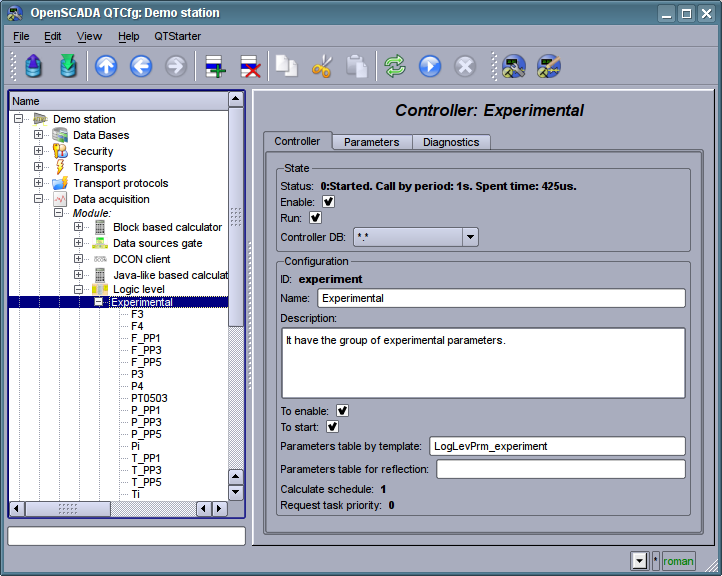 OpenSCADA QTCfg: Demo station
File Edit View Help QTStarter
Name
Demo station
Data Bases
Security
Transports
Transport protocols
Data acquisition
Module:
Block based calculator
Data sources gate
DCON client
Java-like based calculat
Logic level
Experimental
F3
F4
F_PP1
F_PP3
F_PP5
P3
P4
PT0503
P_PP1
P_PP3
P_PP5
Pi
T_PP1
T_PP3
T_PP5
Ti
Controller: Experimental
Controller Parameters Diagnostics
State
Status: 0:Started. Call by period: 1s. Spent time: 425us.
Enable:
Run:
Controller DB: *.*
Configuration
ID: experiment
Name: Experimental
Description:
It have the group of experimental parameters.
To enable:
To start:
Parameters table by template: LogLevPrm_experiment
Parameters table for reflection:
Calculate schedule: 1
Request task priority: 0
* roman